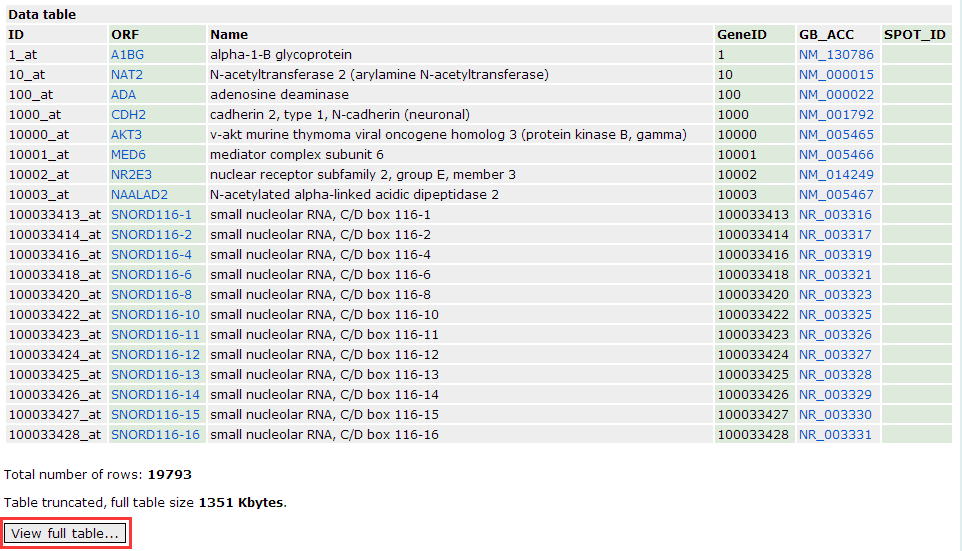 Data table
ID ORF Name GeneID GB_ACC SPOT_ID
1_at A1BG alpha-1-B glycoprotein 1 NM_130786
10_at NAT2 N-acetyltransferase 2 (arylamine N-acetyltransferase) 10 NM_000015
100_at ADA adenosine deaminase 100 NM_000022
1000_at CDH2 cadherin 2, type 1, N-cadherin (neuronal) 1000 NM_001792
10000_at AKT3 v-akt murine thymoma viral oncogene homolog 3 (protein kinase B, gamma) 10000 NM_005465
10001_at MED6 mediator complex subunit 6 10001 NM_005466
10002_at NR2E3 nuclear receptor subfamily 2, group E, member 3 10002 NM_014249
10003_at NAALAD2 N-acetylated alpha-linked acidic dipeptidase 2 10003 NM_005467
100033413_at SNORD116-1 small nucleolar RNA, C/D box 116-1 100033413 NR_003316
100033414_at SNORD116-2 small nucleolar RNA, C/D box 116-2 100033414 NR_003317
100033416_at SNORD116-4 small nucleolar RNA, C/D box 116-4 100033416 NR_003319
100033418_at SNORD116-6 small nucleolar RNA, C/D box 116-6 100033418 NR_003321
100033420_at SNORD116-8 small nucleolar RNA, C/D box 116-8 100033420 NR_003323
100033422_at SNORD116-10 small nucleolar RNA, C/D box 116-10 100033422 NR_003325
100033423_at SNORD116-11 small nucleolar RNA, C/D box 116-11 100033423 NR_003326
100033424_at SNORD116-12 small nucleolar RNA, C/D box 116-12 100033424 NR_003327
100033425_at SNORD116-13 small nucleolar RNA, C/D box 116-13 100033425 NR_003328
100033426_at SNORD116-14 small nucleolar RNA, C/D box 116-14 100033426 NR_003329
100033427_at SNORD116-15 small nucleolar RNA, C/D box 116-15 100033427 NR_003330
100033428_at SNORD116-16 small nucleolar RNA, C/D box 116-16 100033428 NR_003331
Total number of rows: 19793
Table truncated, full table size 1351 Kbytes.
View full table...